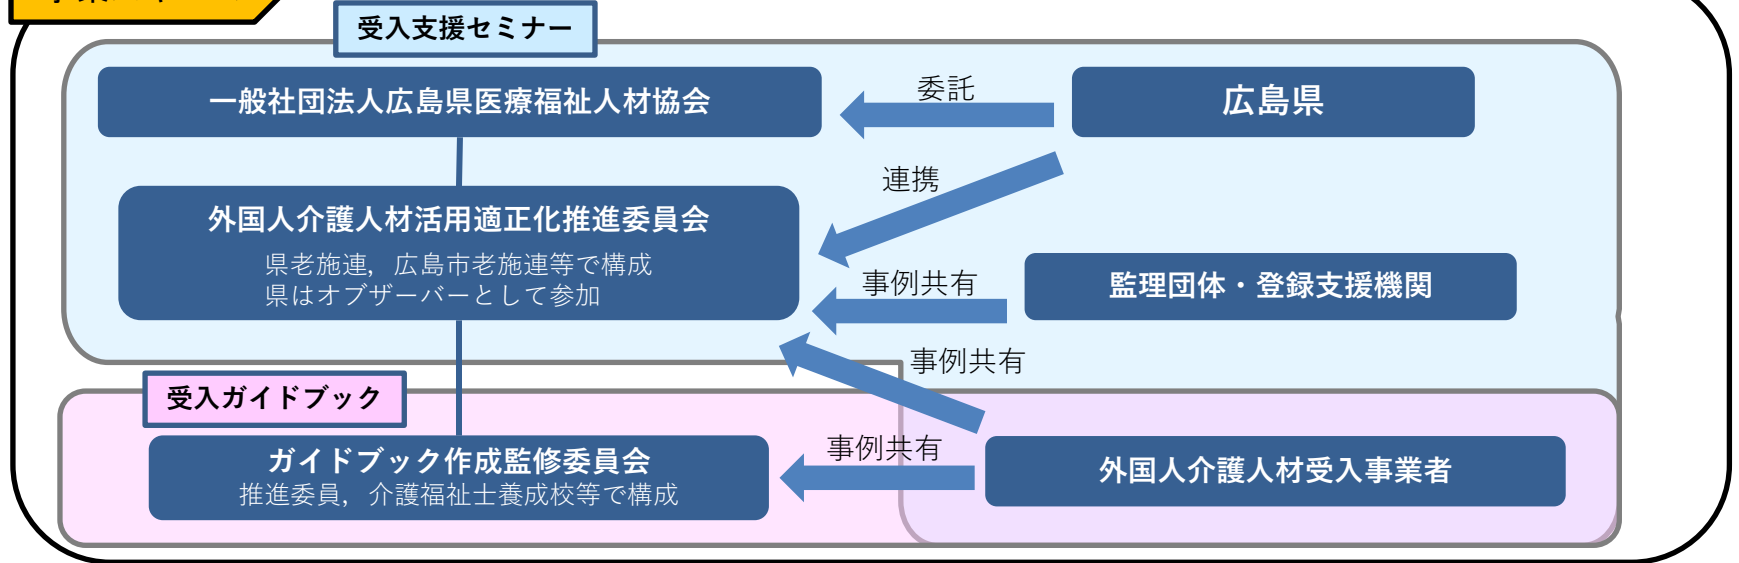 受入支援セミナー
一般社団法人広島県医療福祉人材協会
委託
広島県
連携
外国人介護人材活用適正化推進委員会
県老施連，広島市老施連等で構成
県はオブザーバーとして参加
事例共有
監理団体・登録支援機関
事例共有
受入ガイドブック
ガイドブック作成監修委員会
推進委員，介護福祉士養成校等で構成
事例共有
外国人介護人材受入事業者